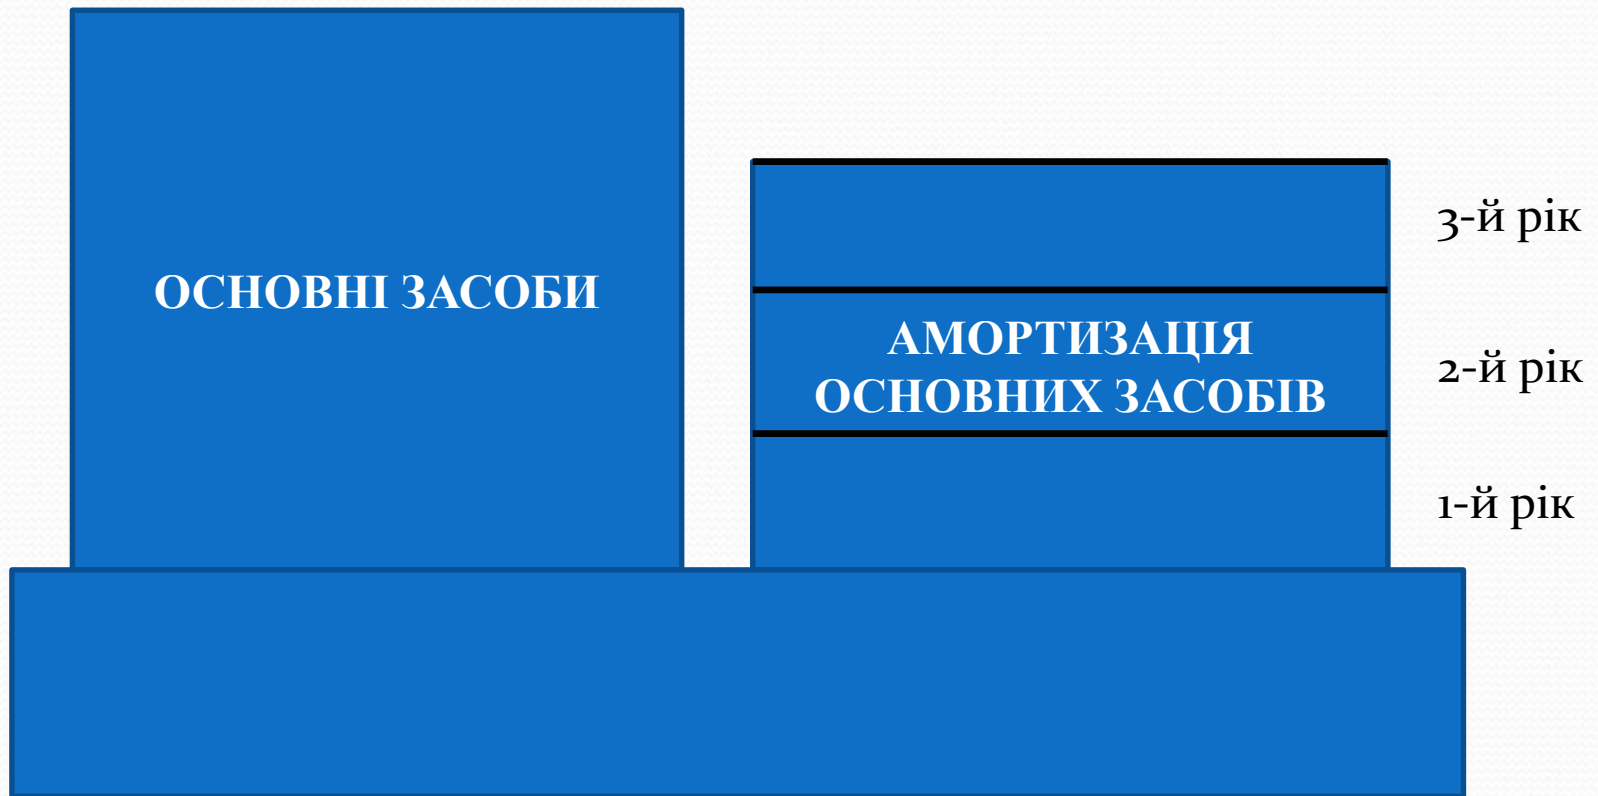 ОСНОВНІ ЗАСОБИ
АМОРТИЗАЦІЯ
ОСНОВНИХ ЗАСОБІВ
3-й рік
2-й рік
1-й рік